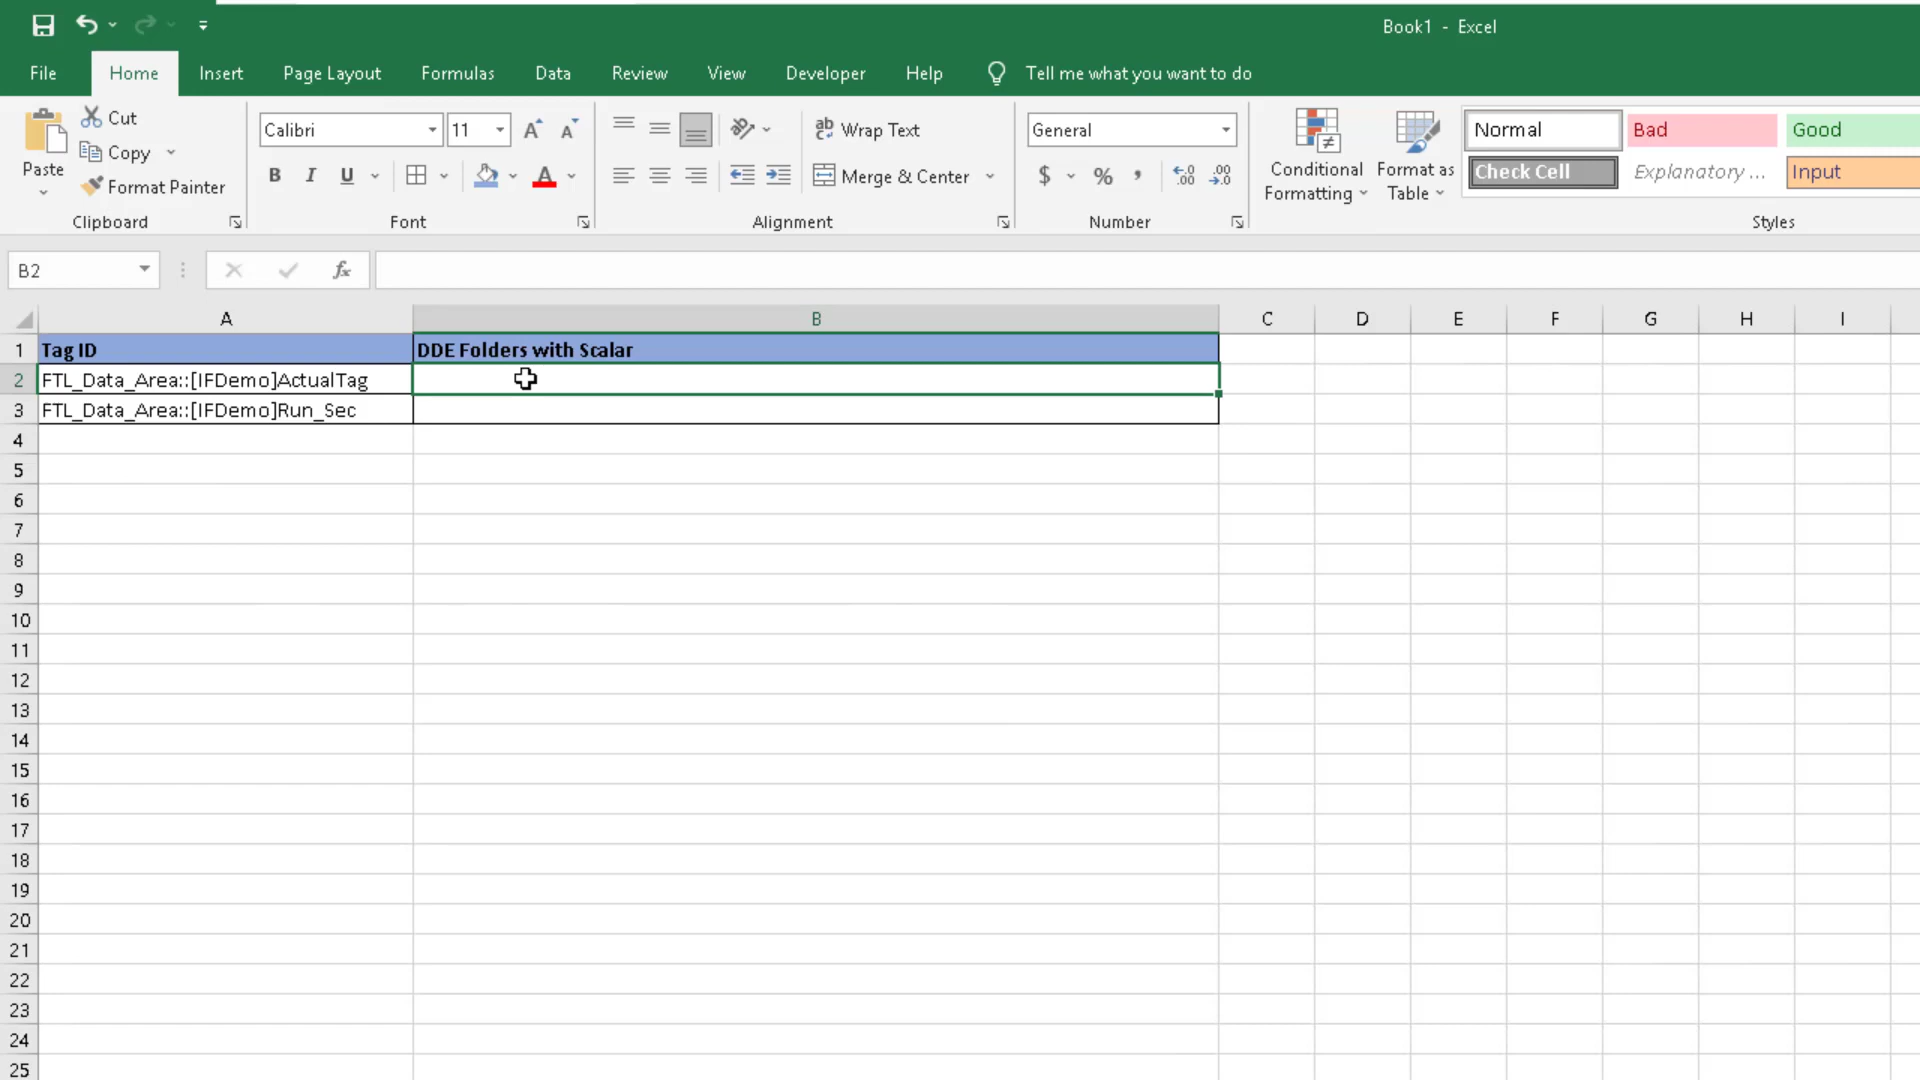 Book1 - Excel
File Home Insert Page Layout Formulas Data Review View Developer Help Tell me what you want to do
Paste
Cut
Copy
Format Painter
Clipboard
Calibri 11
B I U A
Font
Wrap Text
Merge & Center
Alignment
General
$ % ,
Number
Conditional Formatting
Format as Table
Normal Bad Good
Check Cell Explanatory ... Input
Styles
B2 fx
A B C D E F G H I
1 Tag ID DDE Folders with Scalar
2 FTL_Data_Area::[IFDemo]ActualTag
3 FTL_Data_Area::[IFDemo]Run_Sec
4
5
6
7
8
9
10
11
12
13
14
15
16
17
18
19
20
21
22
23
24
25